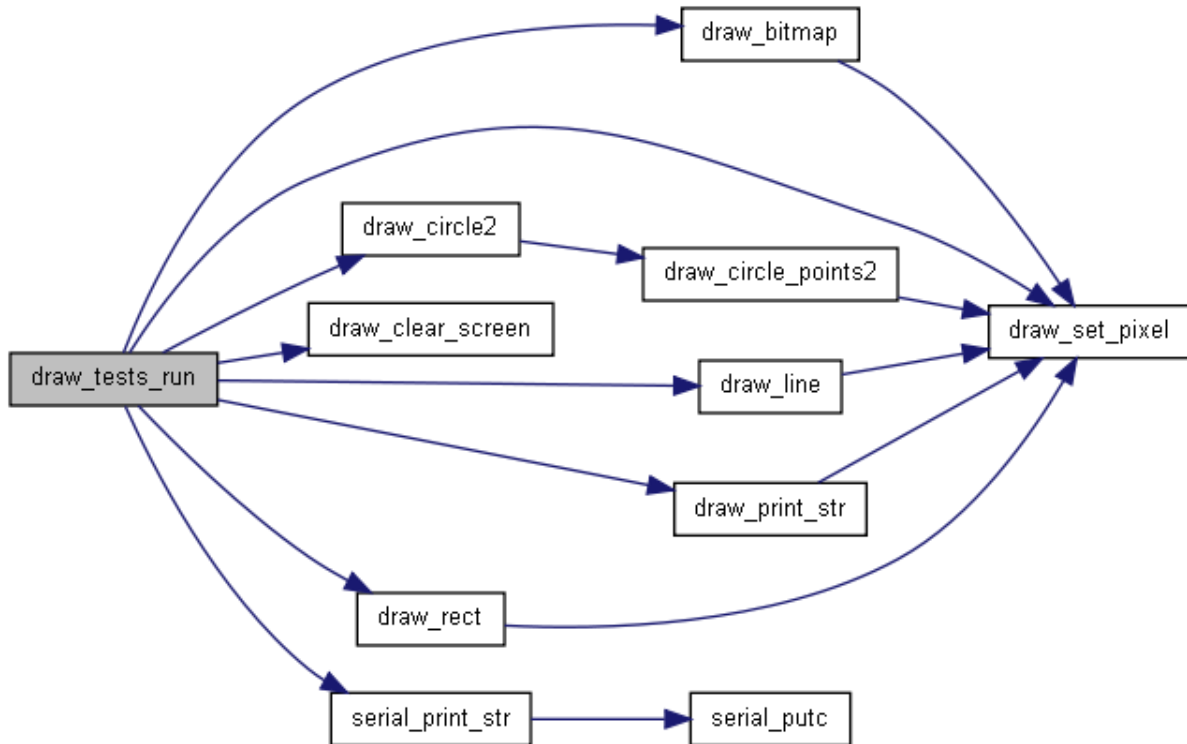 draw_bitmap
draw_circle2
draw_circle_points2
draw_clear_screen
draw_set_pixel
draw_tests_run
draw_line
draw_print_str
draw_rect
serial_print_str
serial_putc